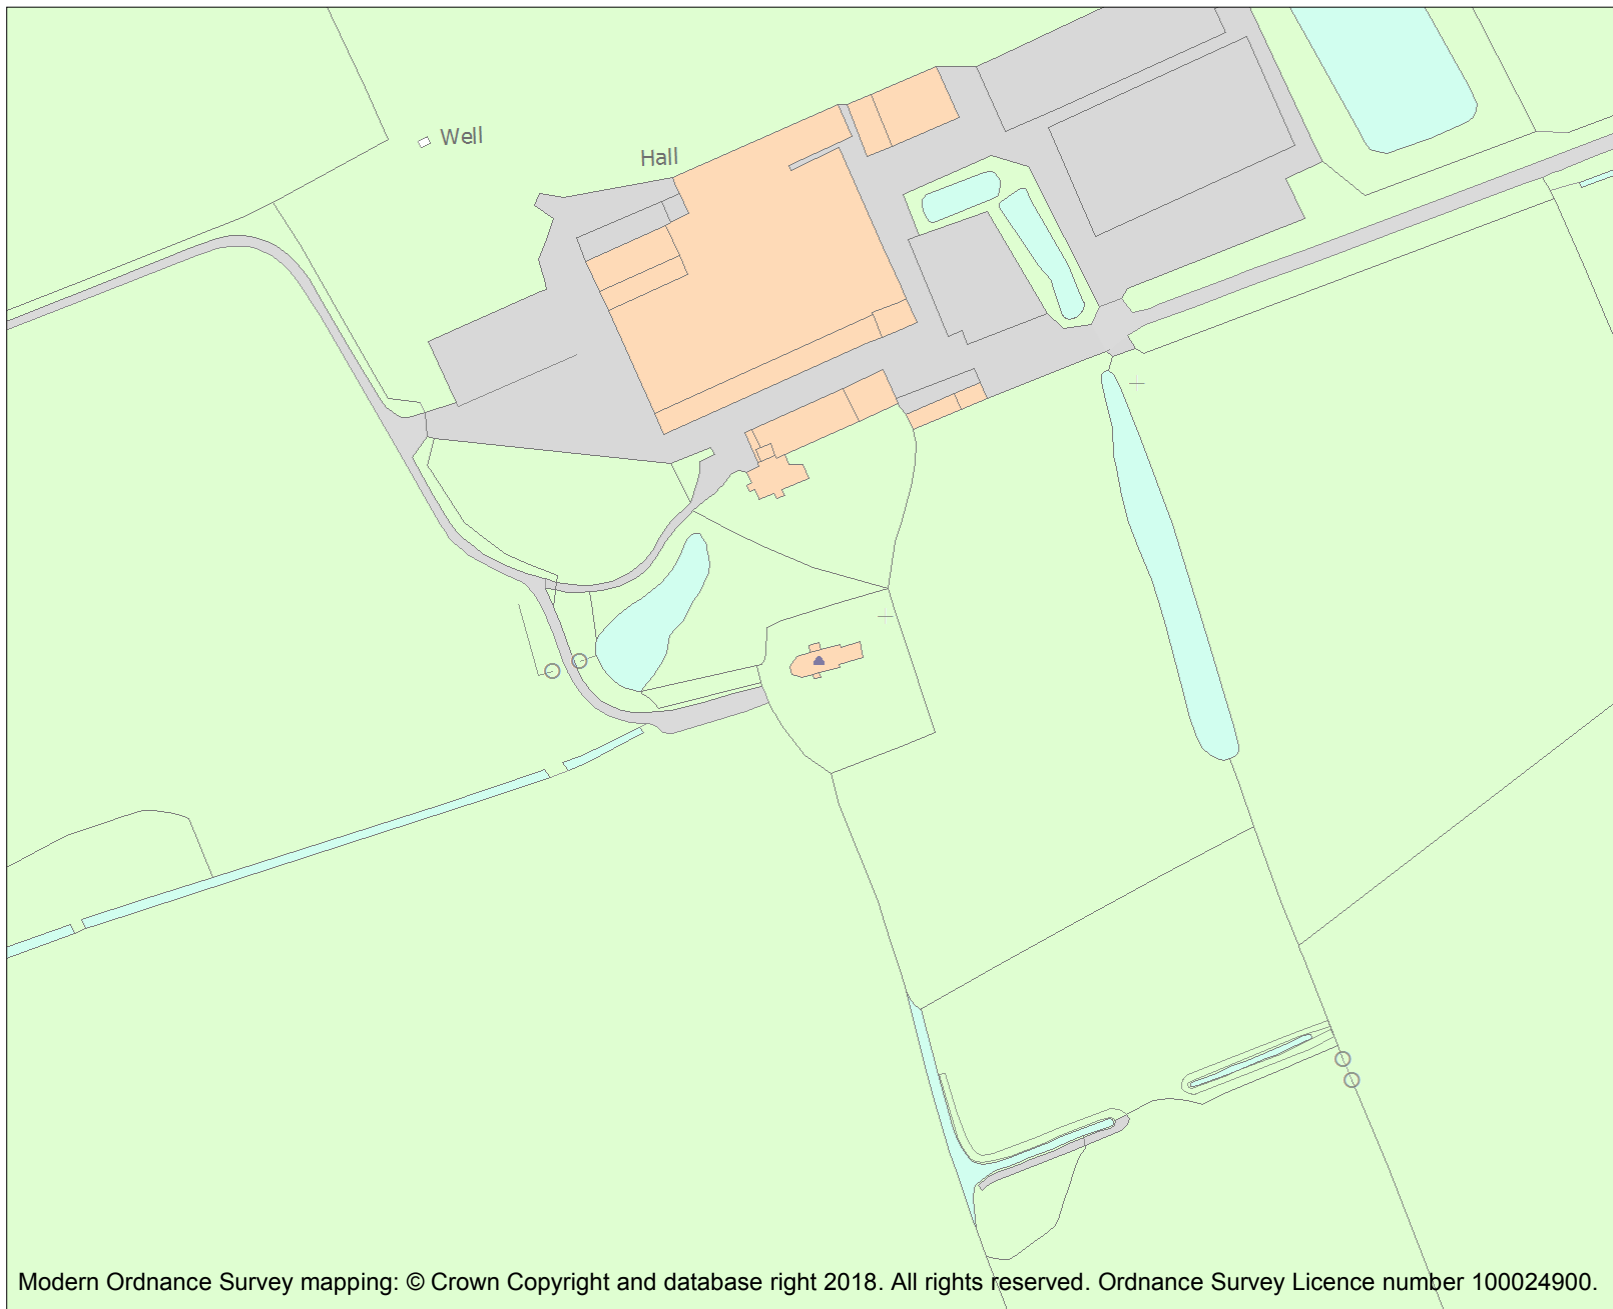 Well
Hall
Modern Ordnance Survey mapping: © Crown Copyright and database right 2018. All rights reserved. Ordnance Survey Licence number 100024900.